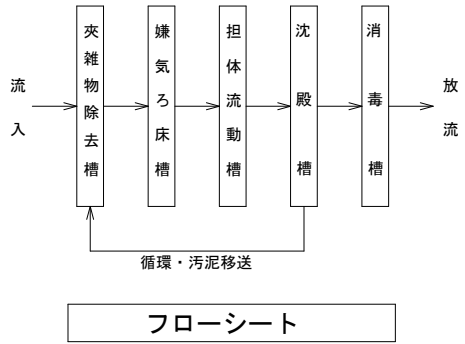 流入
夾雑物除去槽
嫌気ろ床槽
担体流動槽
沈殿槽
消毒槽
放流
循環・汚泥移送
フローシート